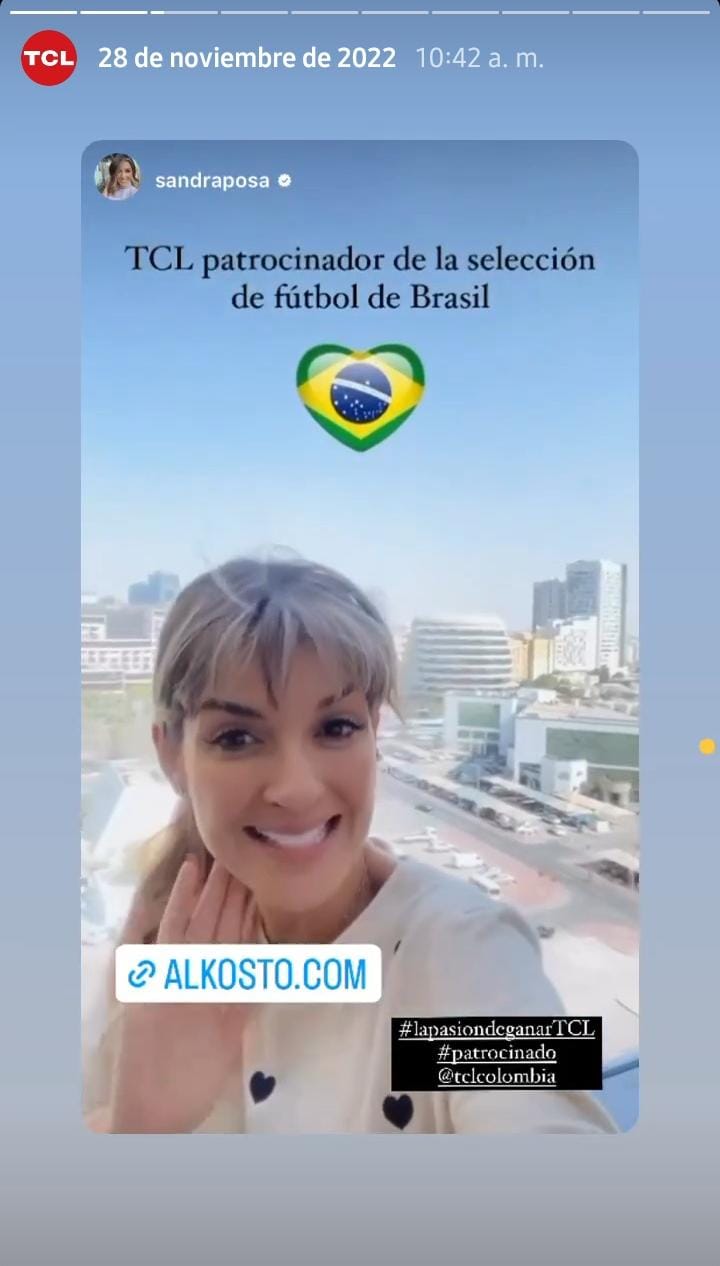 TCL 28 de noviembre de 2022 10:42 a. m.
sandraposa
TCL patrocinador de la selección
de fútbol de Brasil
ALKOSTO.COM
#lapasiondeganarTCL
#patrocinado
@tclcolombia